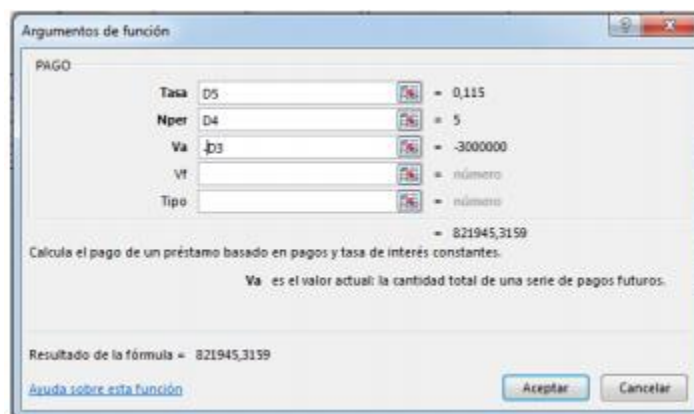 Argumentos de función
PAGO
Tasa D5 = 0,115
Nper D4 = 5
Va -D3 = -3000000
Vf = número
Tipo = número
= 821945,3159
Calcula el pago de un préstamo basado en pagos y tasa de interés constantes.
Va es el valor actual: la cantidad total de una serie de pagos futuros.
Resultado de la fórmula = 821945,3159
Ayuda sobre esta función
Aceptar
Cancelar